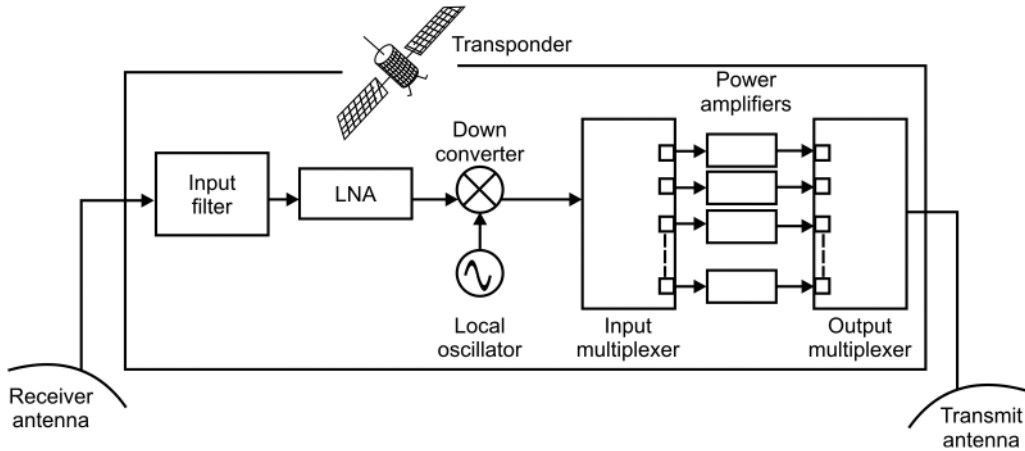 Transponder
Power
amplifiers
Down
converter
Input
filter
LNA
Local
oscillator
Input
multiplexer
Output
multiplexer
Receiver
antenna
Transmit
antenna